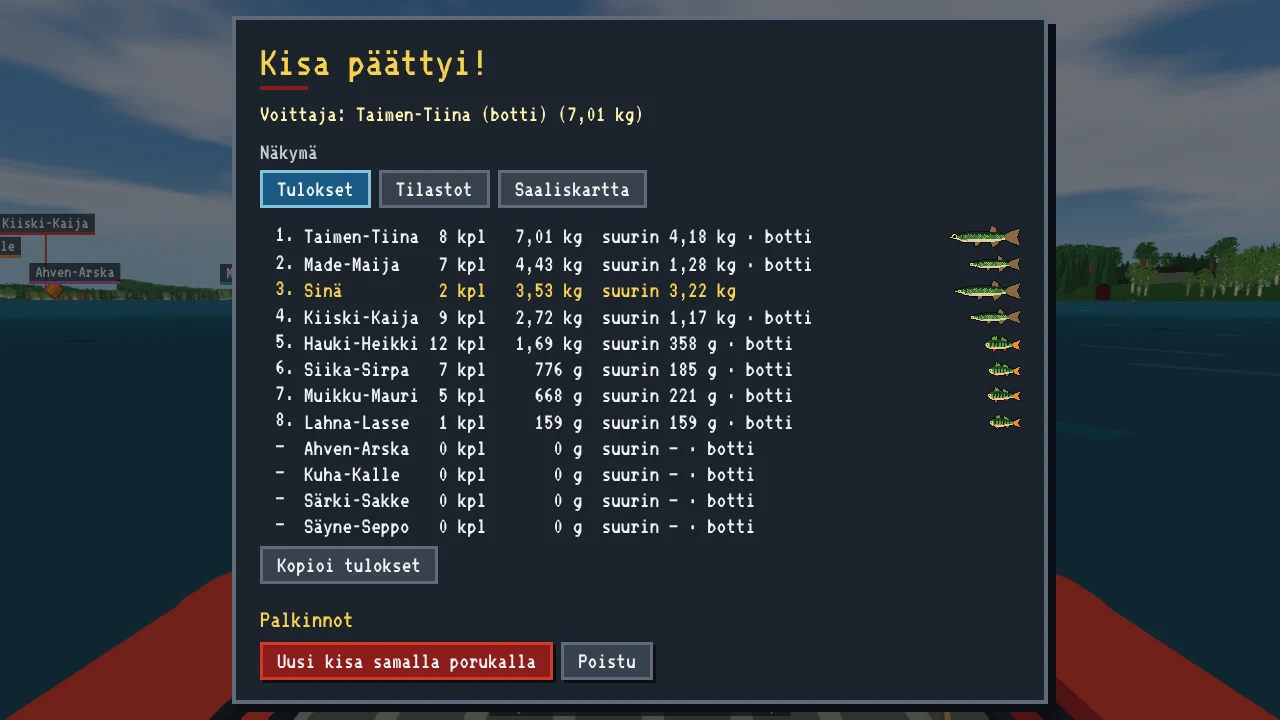 Kisa päättyi!
Voittaja: Taimen-Tiina (botti) (7,01 kg)
Näkymä
Tulokset Tilastot Saaliskartta
Kiiski-Kaija
le
Ahven-Arska
M
1. Taimen-Tiina 8 kpl 7,01 kg suurin 4,18 kg · botti
2. Made-Maija 7 kpl 4,43 kg suurin 1,28 kg · botti
3. Sinä 2 kpl 3,53 kg suurin 3,22 kg
4. Kiiski-Kaija 9 kpl 2,72 kg suurin 1,17 kg · botti
5. Hauki-Heikki 12 kpl 1,69 kg suurin 358 g · botti
6. Siika-Sirpa 7 kpl 776 g suurin 185 g · botti
7. Muikku-Mauri 5 kpl 668 g suurin 221 g · botti
8. Lahna-Lasse 1 kpl 159 g suurin 159 g · botti
– Ahven-Arska 0 kpl 0 g suurin – · botti
– Kuha-Kalle 0 kpl 0 g suurin – · botti
– Särki-Sakke 0 kpl 0 g suurin – · botti
– Säyne-Seppo 0 kpl 0 g suurin – · botti
Kopioi tulokset
Palkinnot
Uusi kisa samalla porukalla Poistu